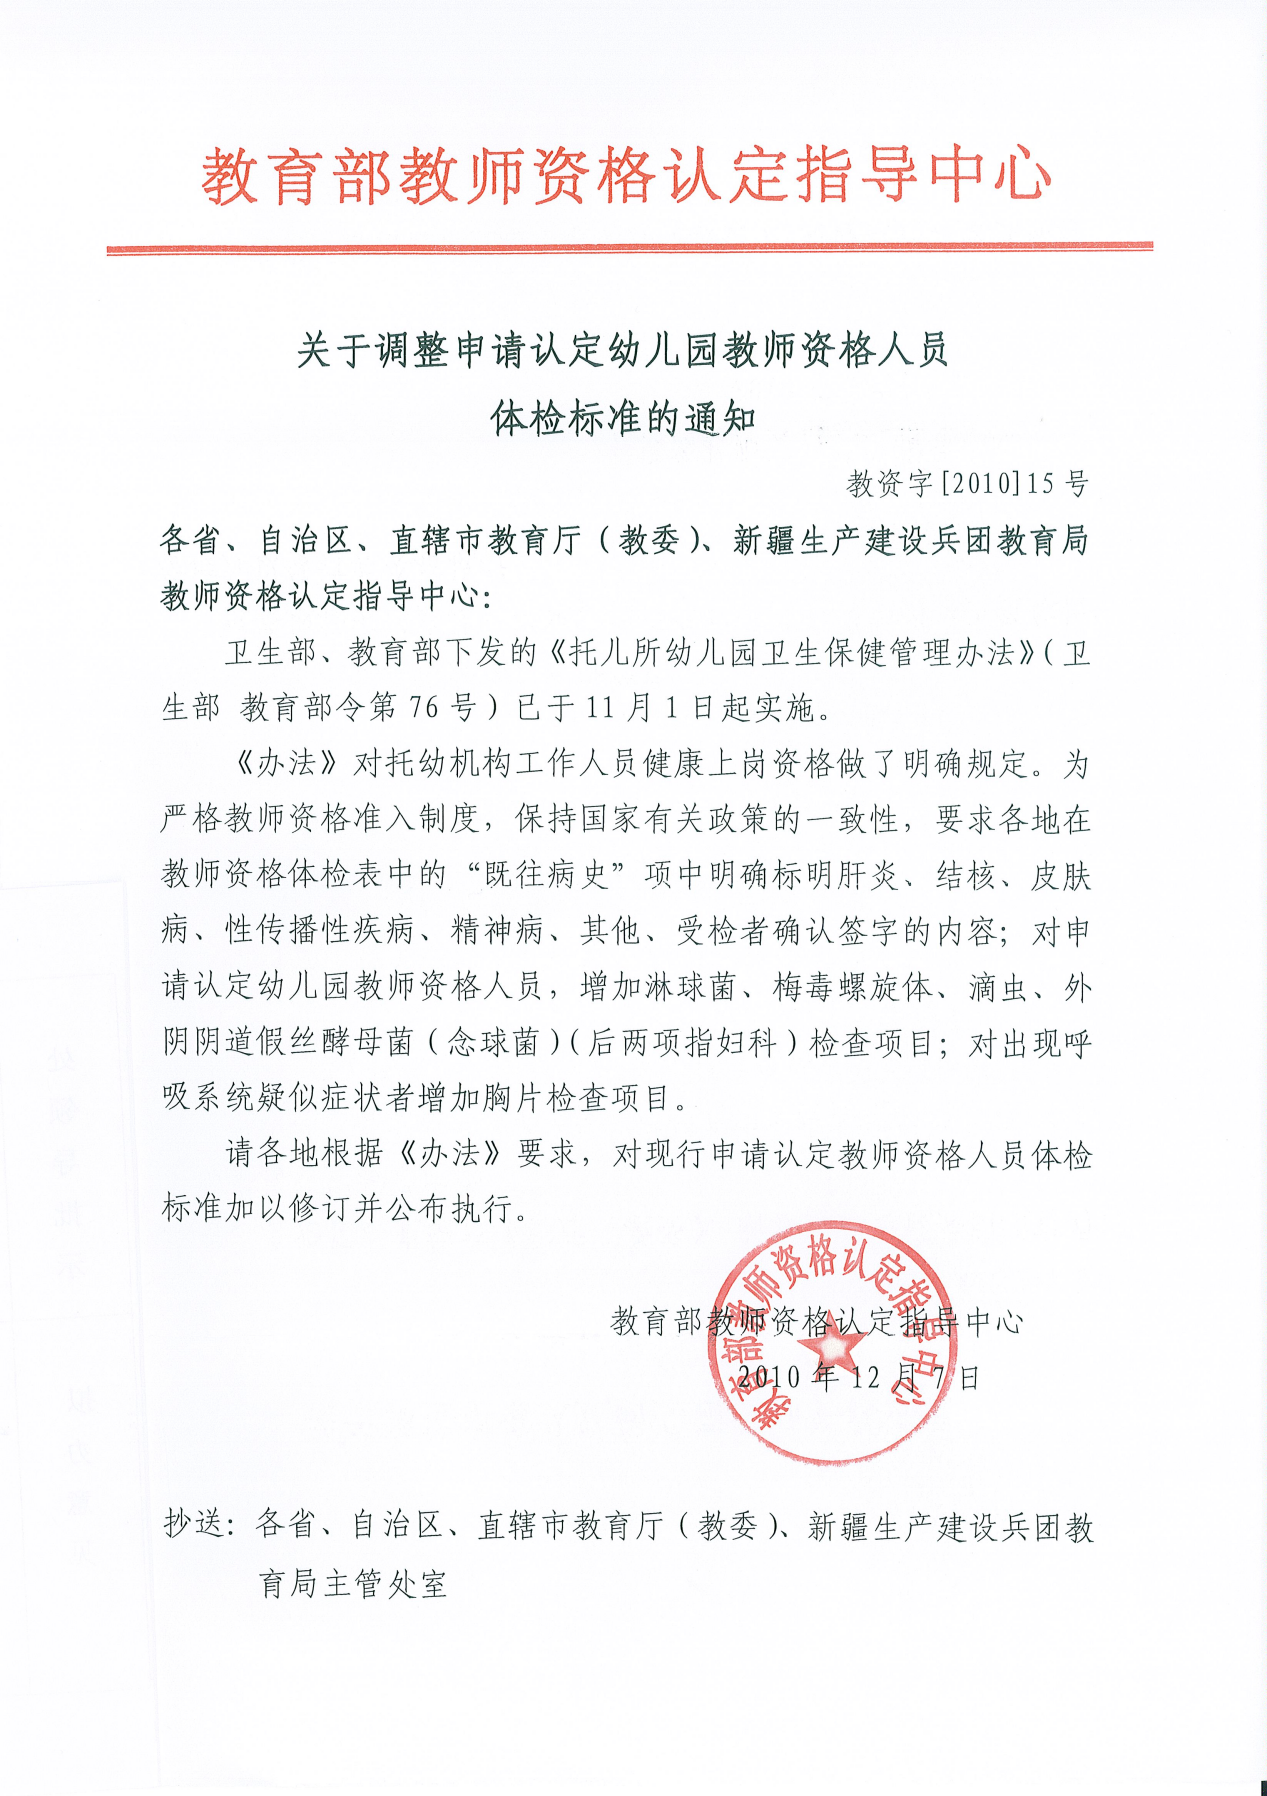 教育部教师资格认定指导中心
关于调整申请认定幼儿园教师资格人员
体检标准的通知
教资字[2010]15号
各省、自治区、直辖市教育厅（教委）、新疆生产建设兵团教育局
教师资格认定指导中心：
卫生部、教育部下发的《托儿所幼儿园卫生保健管理办法》（卫
生部 教育部令第76号）已于11月1日起实施。
《办法》对托幼机构工作人员健康上岗资格做了明确规定。为
严格教师资格准入制度，保持国家有关政策的一致性，要求各地在
教师资格体检表中的“既往病史”项中明确标明肝炎、结核、皮肤
病、性传播性疾病、精神病、其他、受检者确认签字的内容；对申
请认定幼儿园教师资格人员，增加淋球菌、梅毒螺旋体、滴虫、外
阴阴道假丝酵母菌（念球菌）（后两项指妇科）检查项目；对出现呼
吸系统疑似症状者增加胸片检查项目。
请各地根据《办法》要求，对现行申请认定教师资格人员体检
标准加以修订并公布执行。
教育部教师资格认定指导中心
2010年12月7日
教育部教师资格认定指导中心
抄送：各省、自治区、直辖市教育厅（教委）、新疆生产建设兵团教
育局主管处室